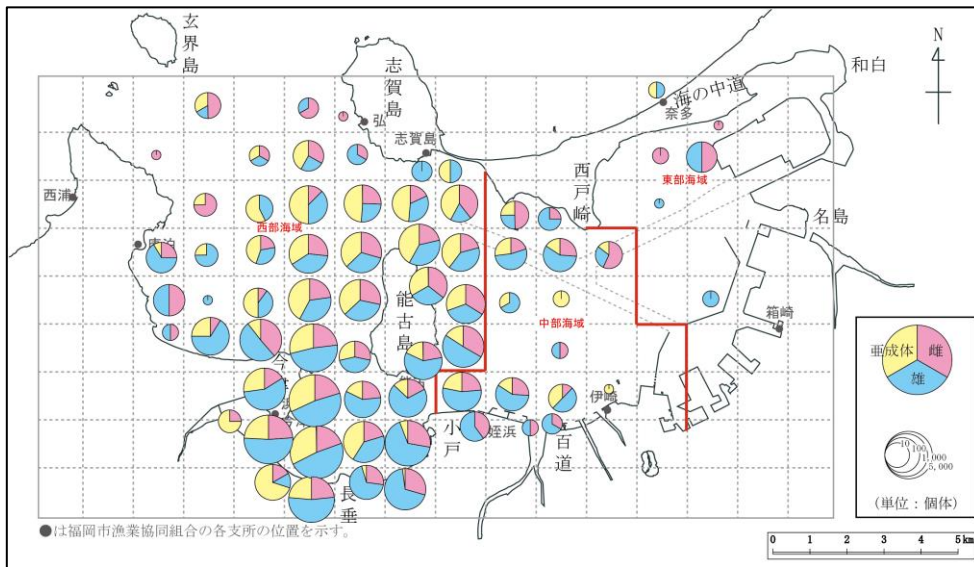 玄界島
志賀島
弘
志賀島
西戸崎
海の中道
奈多
和白
N
東部海域
名島
西浦
西部海域
能古島
中部海域
箱崎
伊崎
小戸
姪浜
百道
長垂
亜成体
雌
雄
10
100
1,000
5,000
(単位:個体)
●は福岡市漁業協同組合の各支所の位置を示す。
0 1 2 3 4 5 km